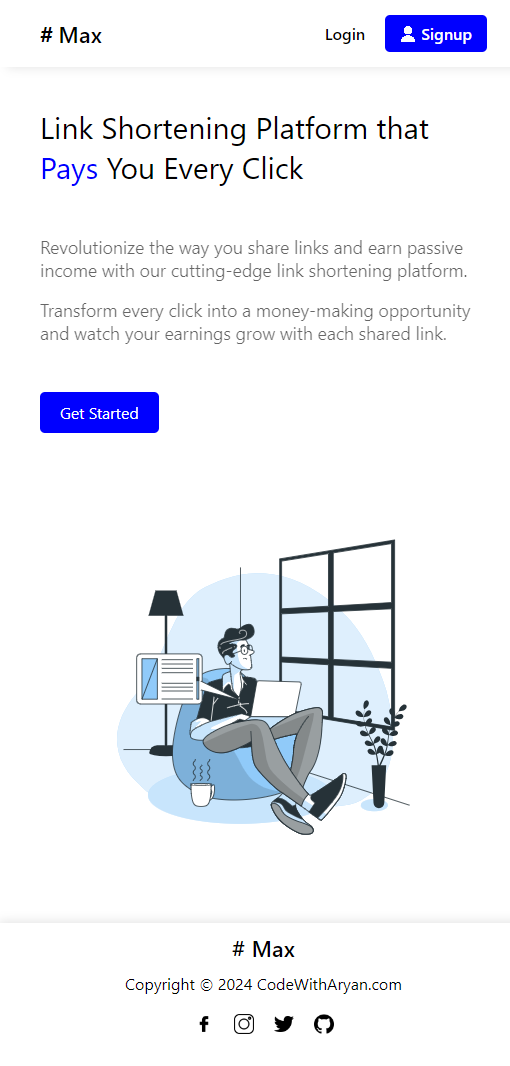 # Max
Login
Signup
Link Shortening Platform that
Pays You Every Click
Revolutionize the way you share links and earn passive
income with our cutting-edge link shortening platform.
Transform every click into a money-making opportunity
and watch your earnings grow with each shared link.
Get Started
# Max
Copyright © 2024 CodeWithAryan.com